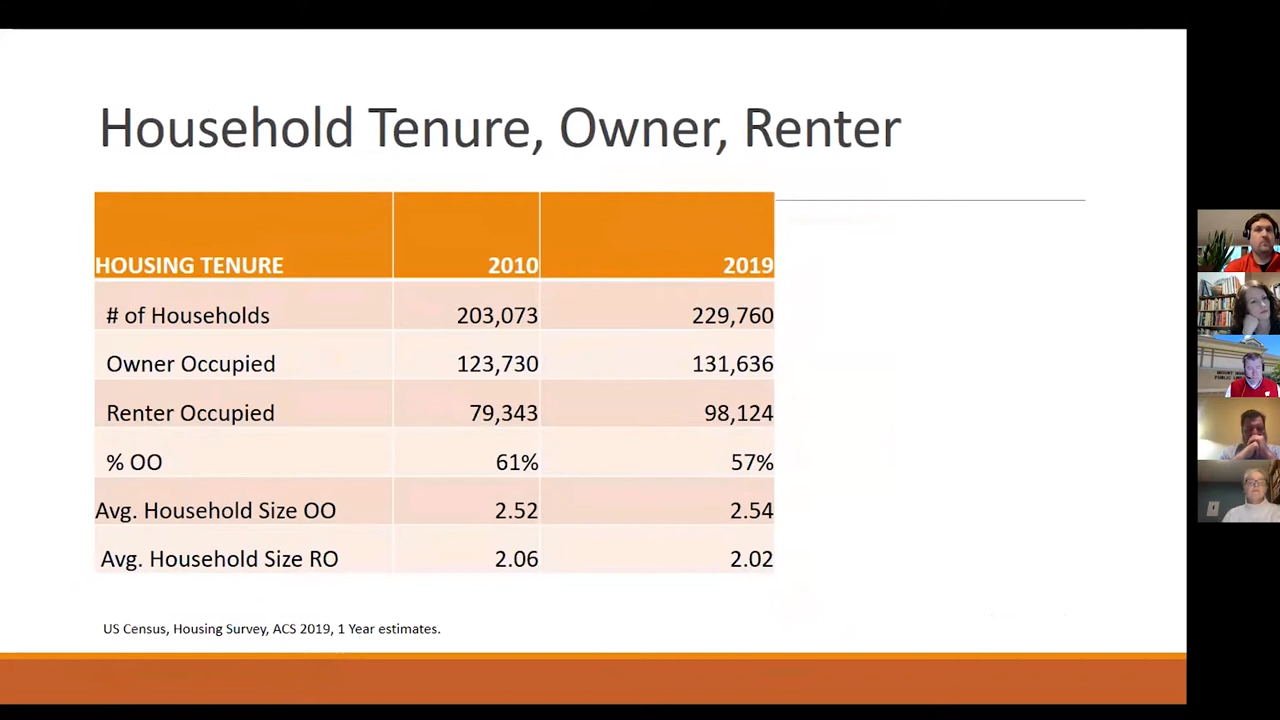 Household Tenure, Owner, Renter
HOUSING TENURE 2010 2019
# of Households 203,073 229,760
Owner Occupied 123,730 131,636
Renter Occupied 79,343 98,124
% OO 61% 57%
Avg. Household Size OO 2.52 2.54
Avg. Household Size RO 2.06 2.02
US Census, Housing Survey, ACS 2019, 1 Year estimates.
MOUNT
PUBLIC